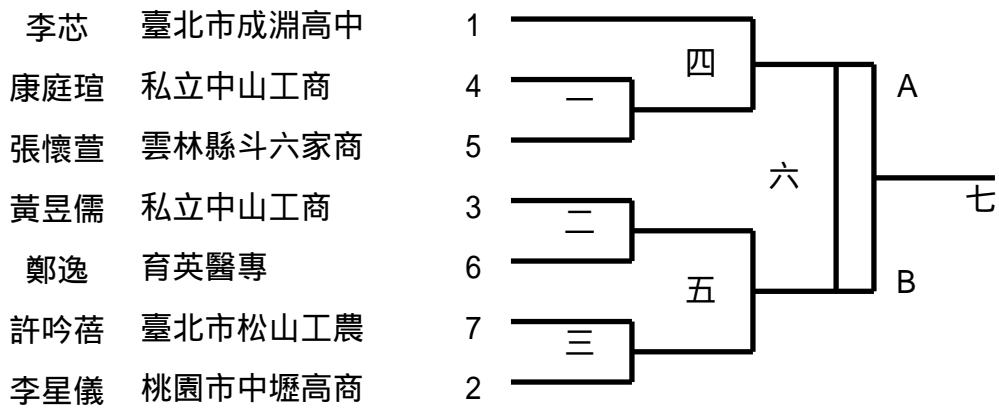 李芯 臺北市成淵高中 1
四
康庭瑄 私立中山工商 4 A
一
張懷萱 雲林縣斗六家商 5
六
黃昱儒 私立中山工商 3 七
二
鄭逸 育英醫專 6 B
五
許吟蓓 臺北市松山工農 7
三
李星儀 桃園市中壢高商 2